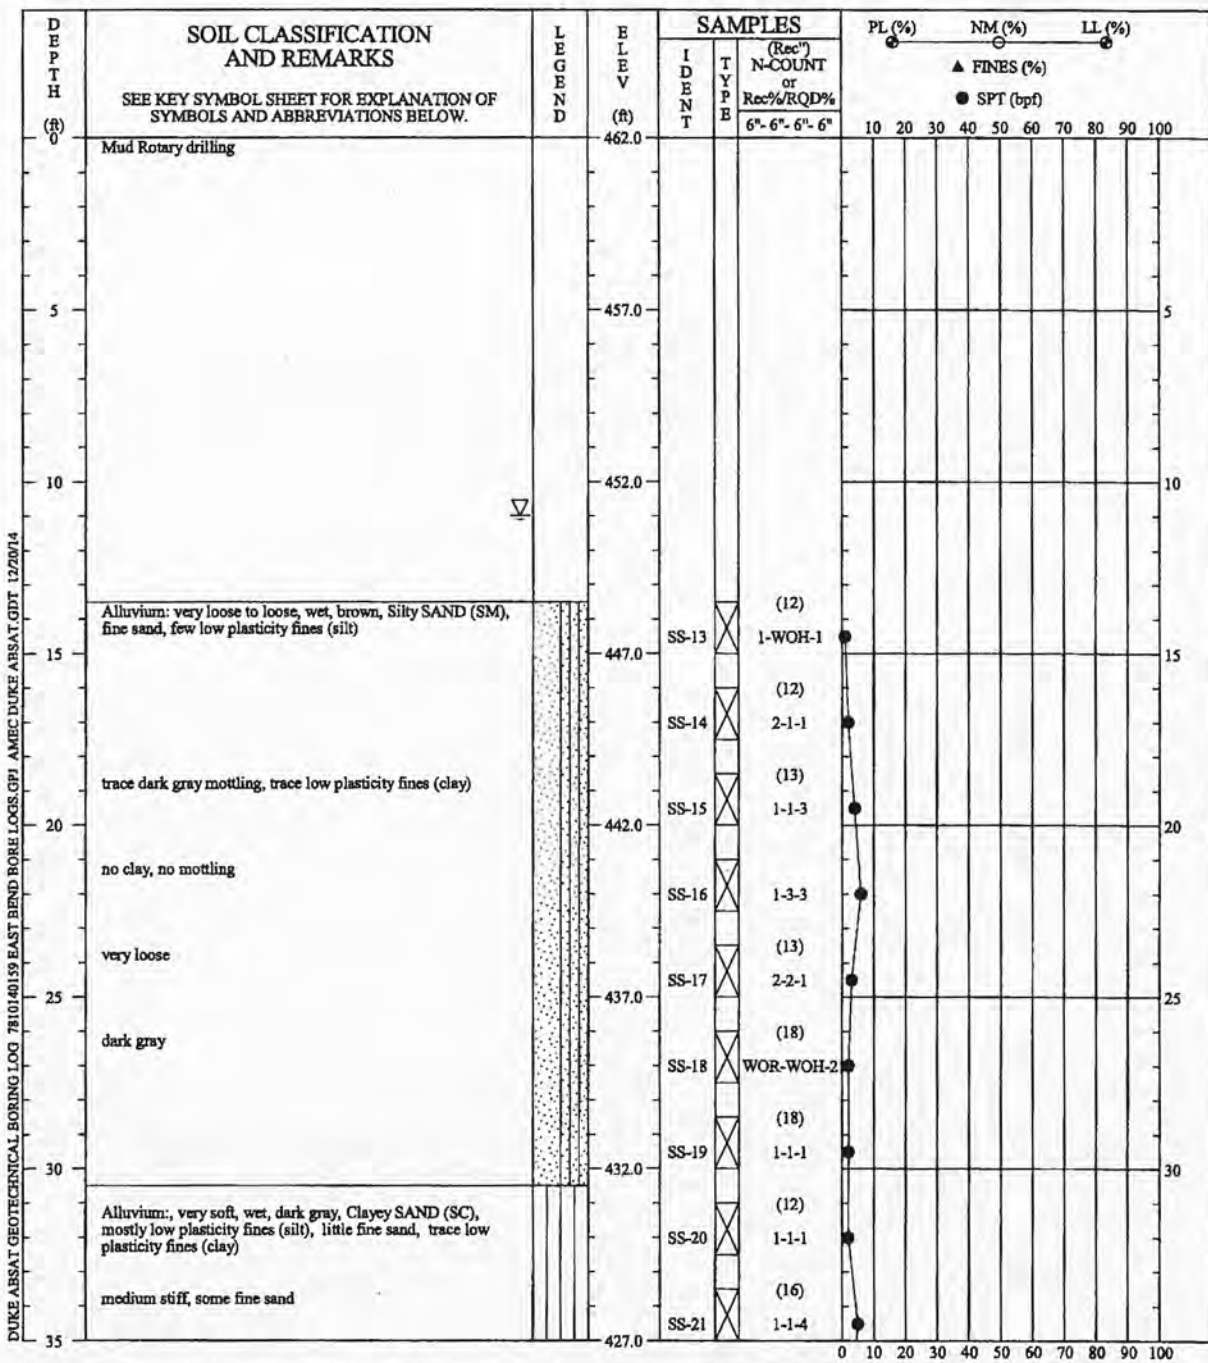 DEPTH
(ft)
SOIL CLASSIFICATION
AND REMARKS
SEE KEY SYMBOL SHEET FOR EXPLANATION OF
SYMBOLS AND ABBREVIATIONS BELOW.
LEGEND
ELEV
(ft)
SAMPLES
IDENT
TYPE
(Rec")
N-COUNT
or
Rec%/RQD%
6"- 6"- 6"- 6"
PL (%) NM (%) LL (%)
▲ FINES (%)
● SPT (bpf)
10 20 30 40 50 60 70 80 90 100
0
Mud Rotary drilling
462.0
5
457.0
5
10
452.0
10
Alluvium: very loose to loose, wet, brown, Silty SAND (SM),
fine sand, few low plasticity fines (silt)
(12)
SS-13
1-WOH-1
15
447.0
15
(12)
SS-14
2-1-1
trace dark gray mottling, trace low plasticity fines (clay)
(13)
SS-15
1-1-3
20
442.0
20
no clay, no mottling
SS-16
1-3-3
very loose
(13)
SS-17
2-2-1
25
437.0
25
dark gray
(18)
SS-18
WOR-WOH-2
(18)
SS-19
1-1-1
30
432.0
30
Alluvium:, very soft, wet, dark gray, Clayey SAND (SC),
mostly low plasticity fines (silt), little fine sand, trace low
plasticity fines (clay)
(12)
SS-20
1-1-1
medium stiff, some fine sand
(16)
SS-21
1-1-4
35
427.0
0 10 20 30 40 50 60 70 80 90 100
DUKE ABSAT GEOTECHNICAL BORING LOG 7810140159 EAST BEND BORE LOGS.GPJ AMEC DUKE ABSAT.GDT 12/20/14